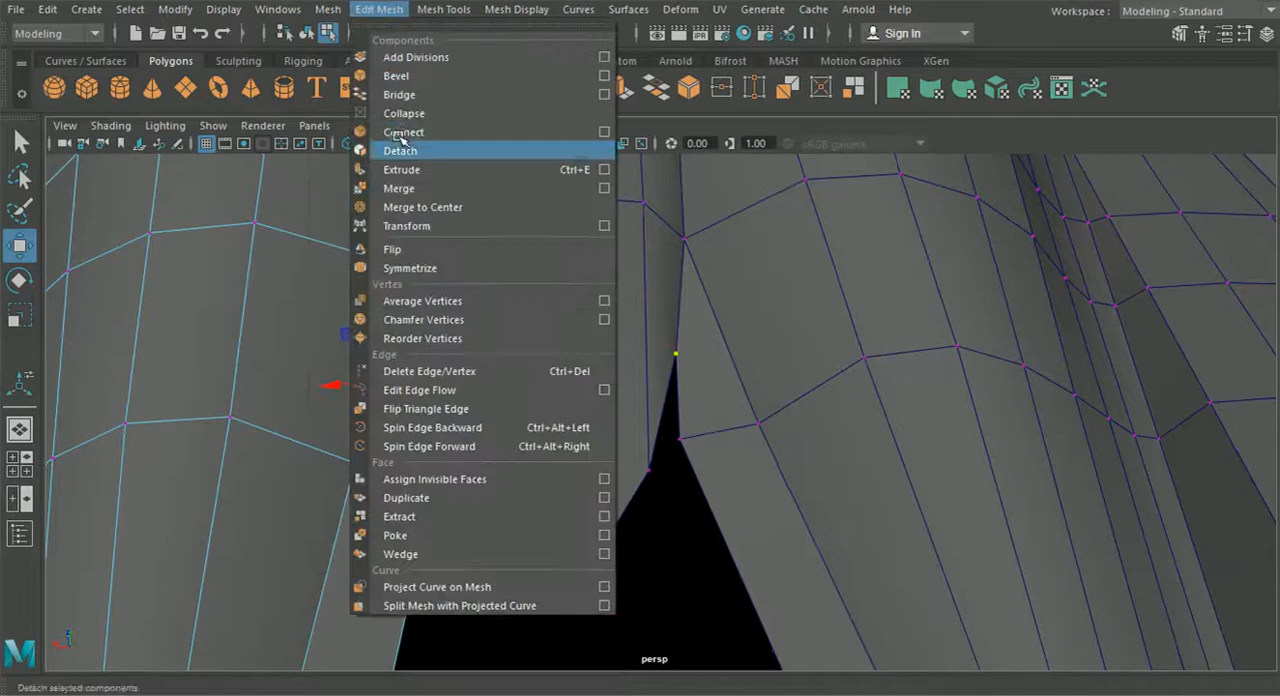 File Edit Create Select Modify Display Windows Mesh Edit Mesh Mesh Tools Mesh Display Curves Surfaces Deform UV Generate Cache Arnold Help Workspace: Modeling - Standard
Modeling Sign In
Curves / Surfaces Polygons Sculpting Rigging Arnold Bifrost MASH Motion Graphics XGen
View Shading Lighting Show Renderer Panels
0.00 1.00 sRGB gamma
Components
Add Divisions
Bevel
Bridge
Collapse
Connect
Detach
Extrude Ctrl+E
Merge
Merge to Center
Transform
Flip
Symmetrize
Vertex
Average Vertices
Chamfer Vertices
Reorder Vertices
Edge
Delete Edge/Vertex Ctrl+Del
Edit Edge Flow
Flip Triangle Edge
Spin Edge Backward Ctrl+Alt+Left
Spin Edge Forward Ctrl+Alt+Right
Face
Assign Invisible Faces
Duplicate
Extract
Poke
Wedge
Curve
Project Curve on Mesh
Split Mesh with Projected Curve
persp
Detach selected components